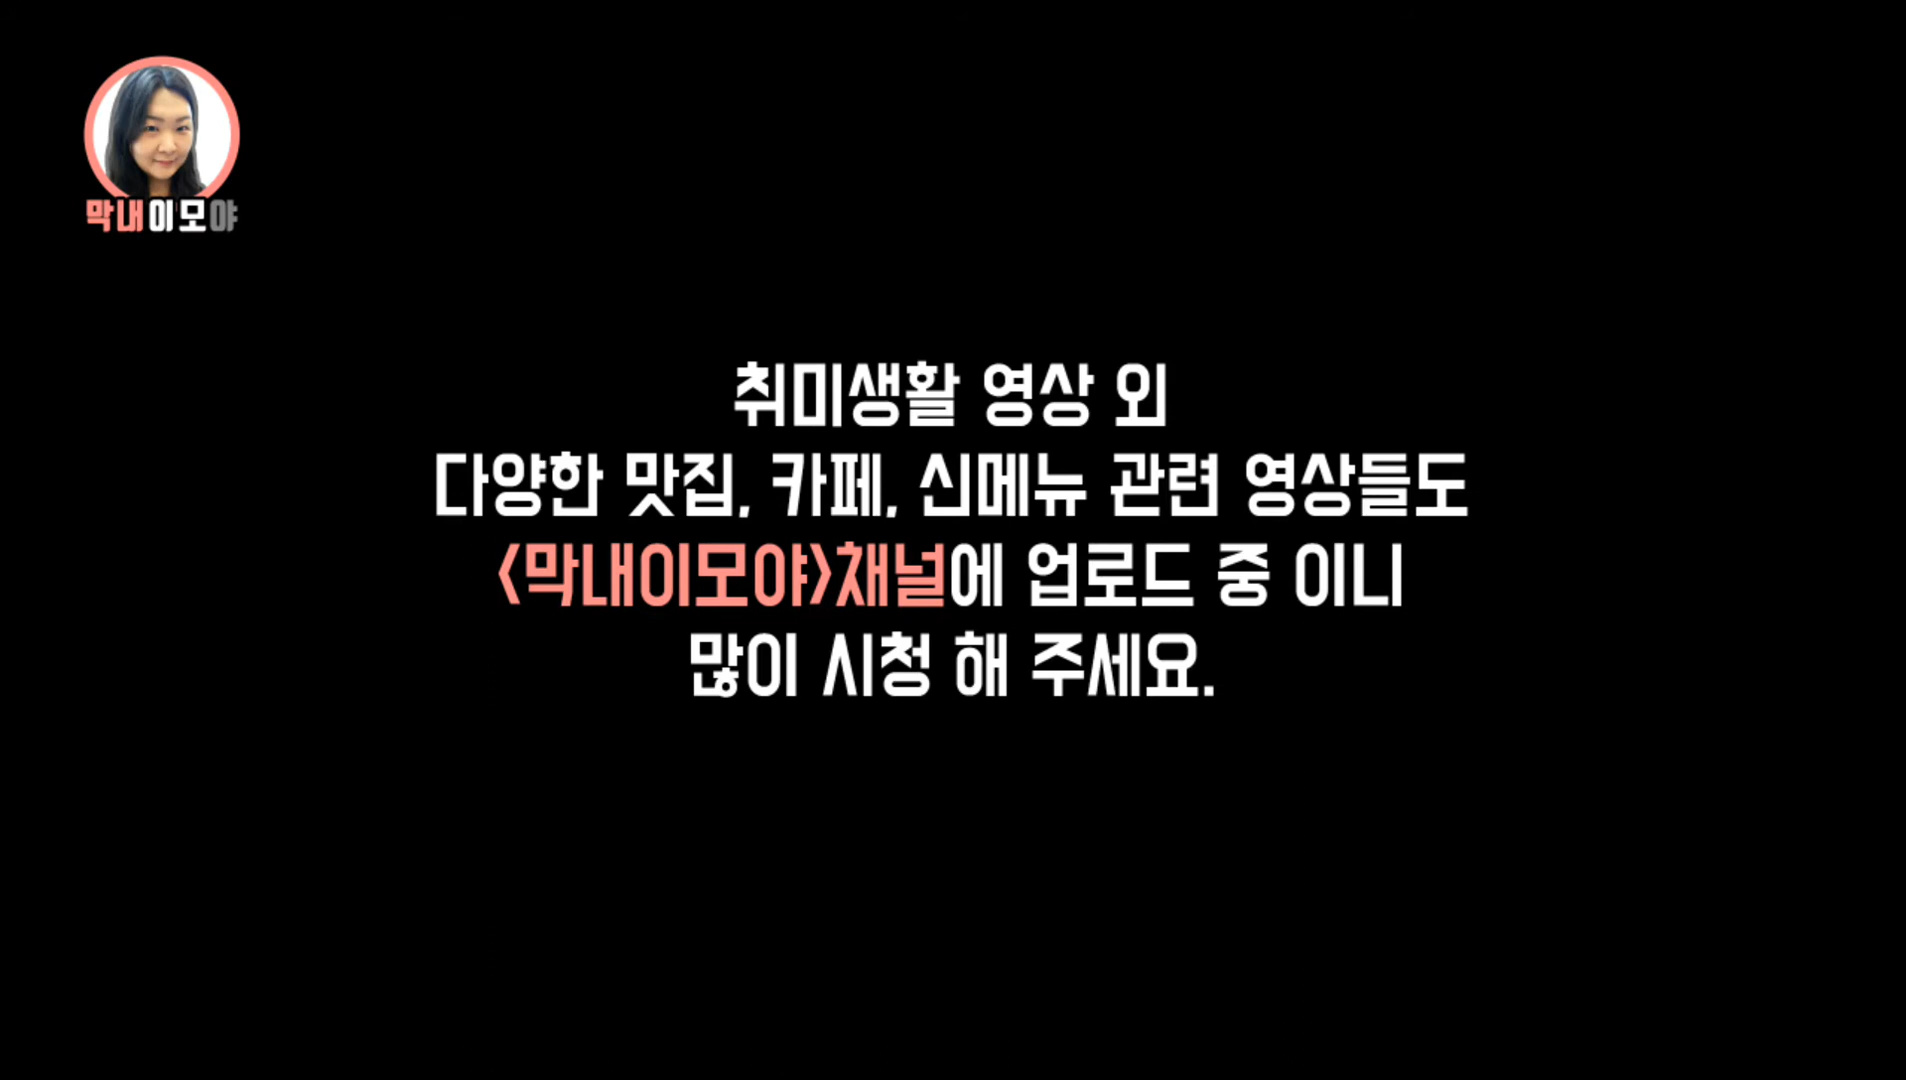 막내이모야
취미생활 영상 외
다양한 맛집, 카페, 신메뉴 관련 영상들도
<막내이모야>채널에 업로드 중 이니
많이 시청 해 주세요.